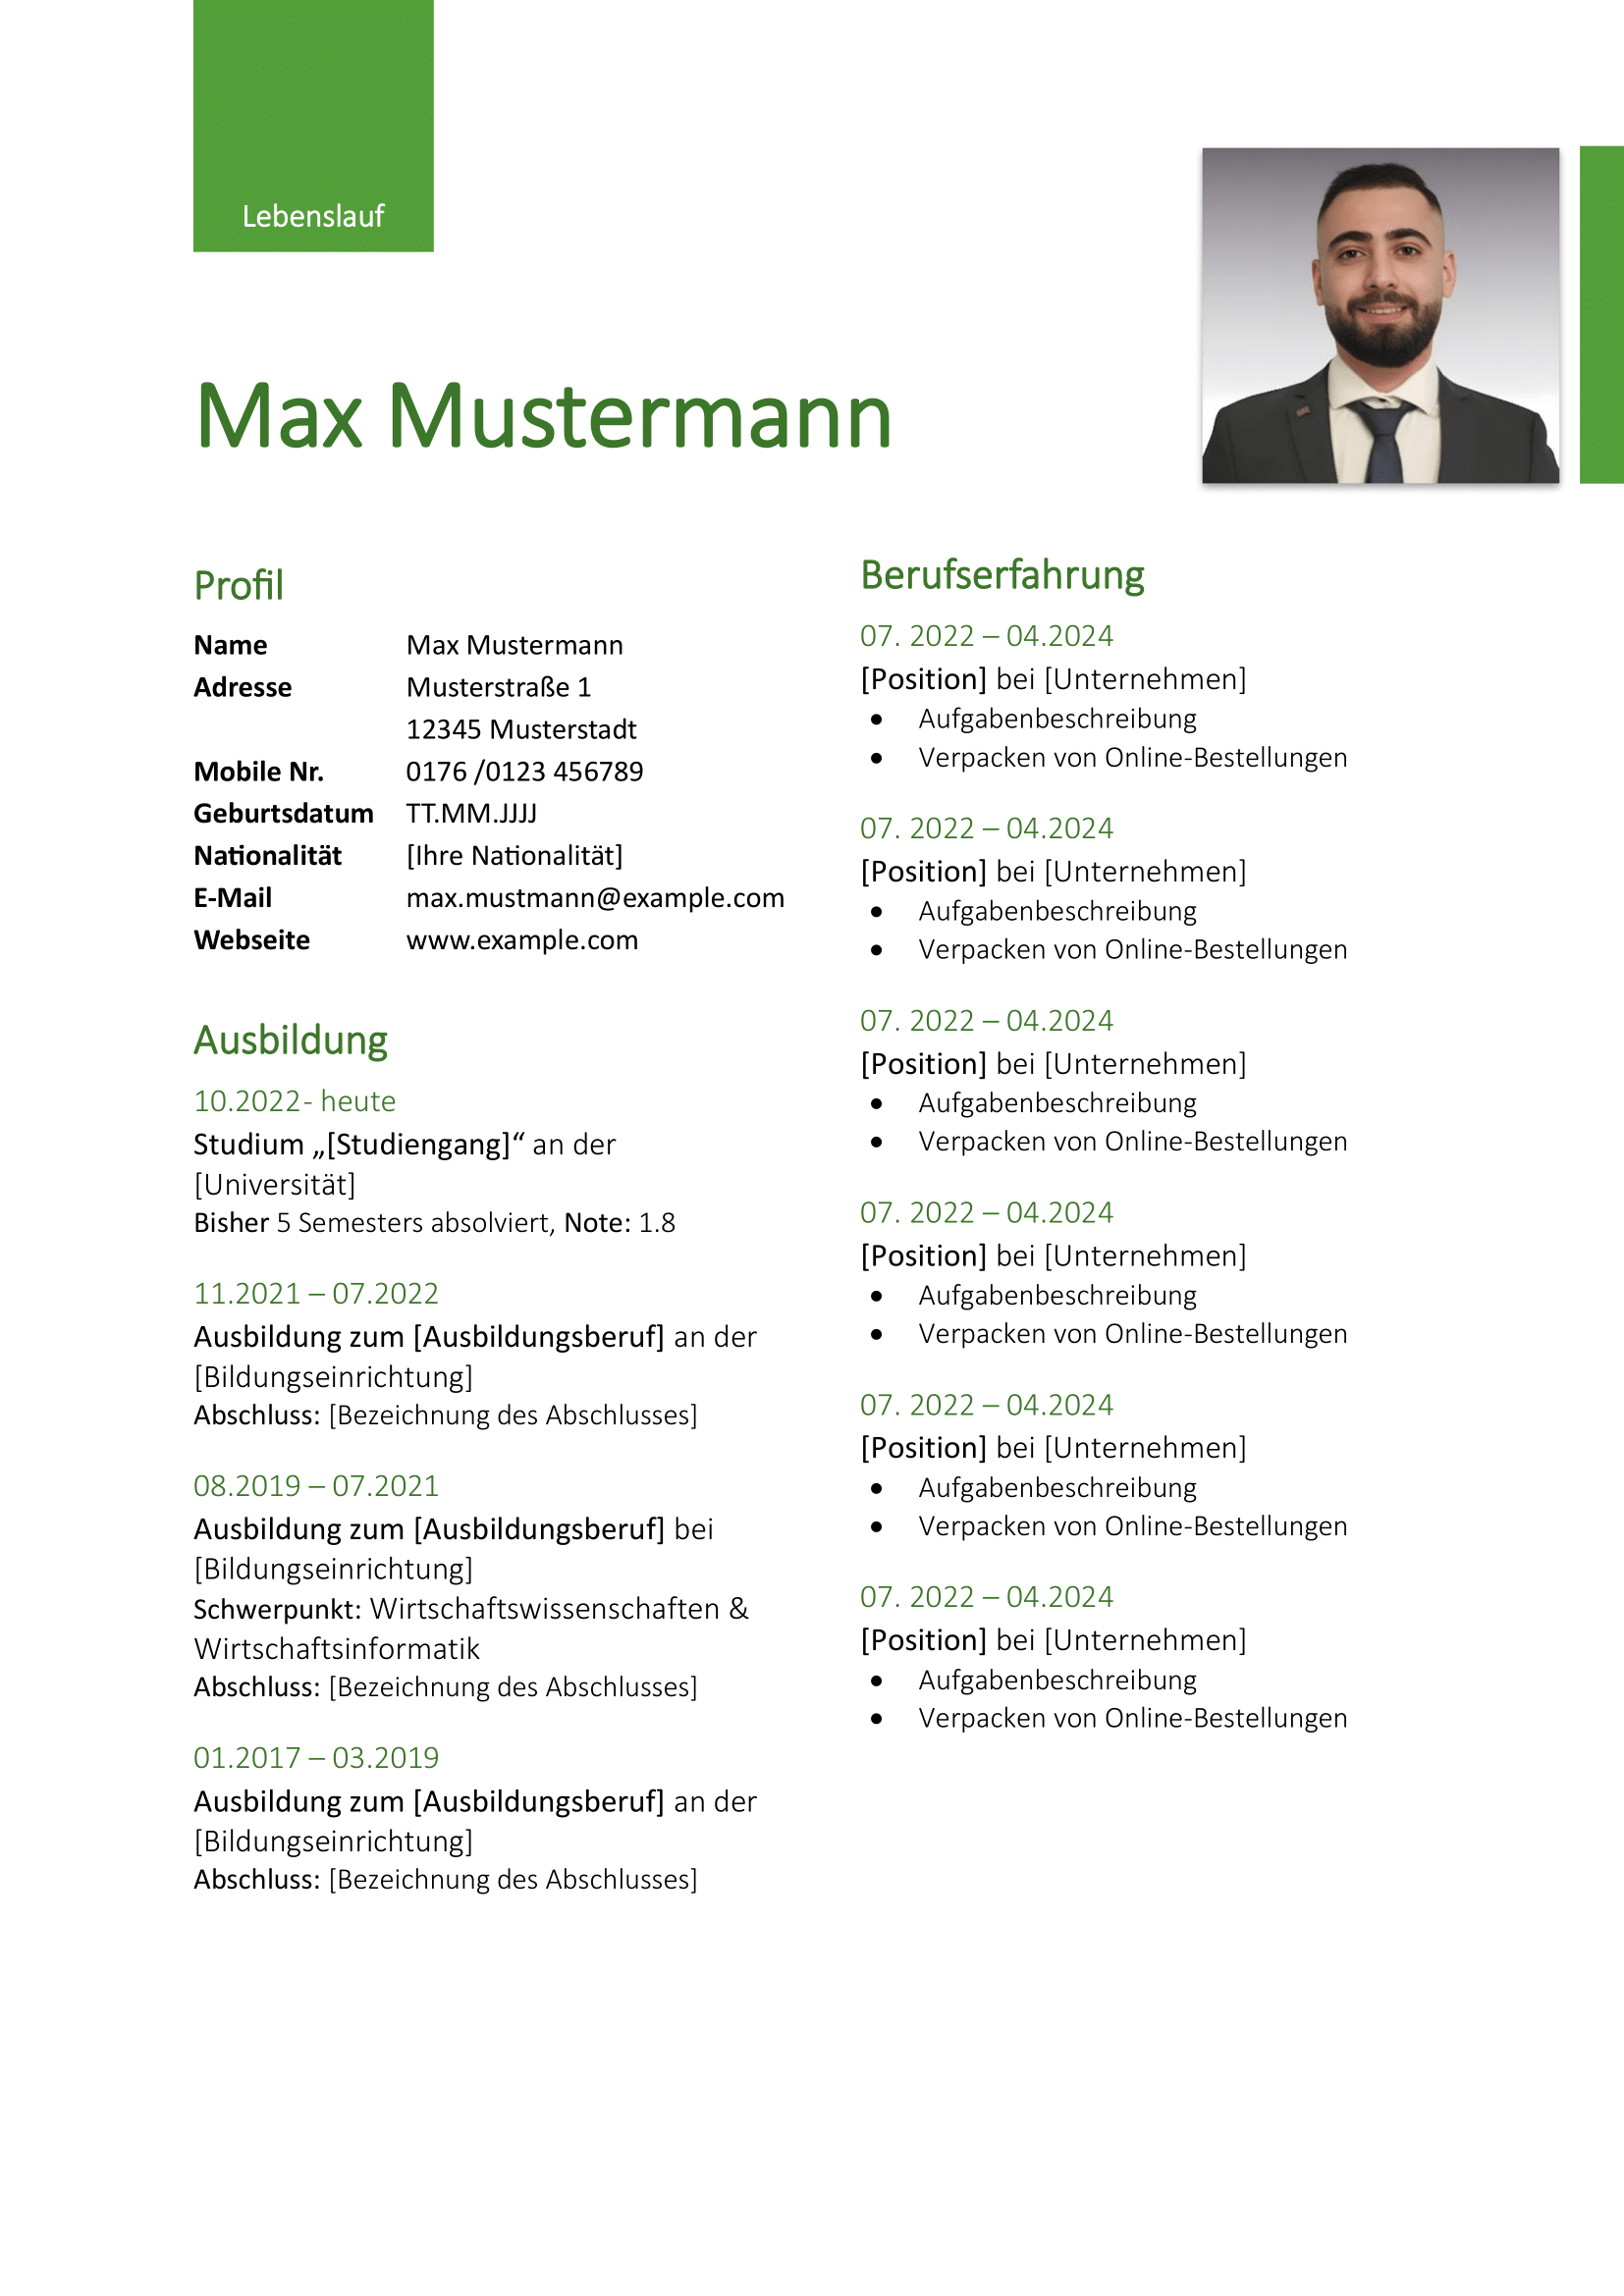 Lebenslauf
Max Mustermann
Profil
Name Max Mustermann
Adresse Musterstraße 1
12345 Musterstadt
Mobile Nr. 0176 /0123 456789
Geburtsdatum TT.MM.JJJJ
Nationalität [Ihre Nationalität]
E-Mail max.mustmann@example.com
Webseite www.example.com
Ausbildung
10.2022- heute
Studium „[Studiengang]“ an der
[Universität]
Bisher 5 Semesters absolviert, Note: 1.8
11.2021 – 07.2022
Ausbildung zum [Ausbildungsberuf] an der
[Bildungseinrichtung]
Abschluss: [Bezeichnung des Abschlusses]
08.2019 – 07.2021
Ausbildung zum [Ausbildungsberuf] bei
[Bildungseinrichtung]
Schwerpunkt: Wirtschaftswissenschaften &
Wirtschaftsinformatik
Abschluss: [Bezeichnung des Abschlusses]
01.2017 – 03.2019
Ausbildung zum [Ausbildungsberuf] an der
[Bildungseinrichtung]
Abschluss: [Bezeichnung des Abschlusses]
Berufserfahrung
07. 2022 – 04.2024
[Position] bei [Unternehmen]
• Aufgabenbeschreibung
• Verpacken von Online-Bestellungen
07. 2022 – 04.2024
[Position] bei [Unternehmen]
• Aufgabenbeschreibung
• Verpacken von Online-Bestellungen
07. 2022 – 04.2024
[Position] bei [Unternehmen]
• Aufgabenbeschreibung
• Verpacken von Online-Bestellungen
07. 2022 – 04.2024
[Position] bei [Unternehmen]
• Aufgabenbeschreibung
• Verpacken von Online-Bestellungen
07. 2022 – 04.2024
[Position] bei [Unternehmen]
• Aufgabenbeschreibung
• Verpacken von Online-Bestellungen
07. 2022 – 04.2024
[Position] bei [Unternehmen]
• Aufgabenbeschreibung
• Verpacken von Online-Bestellungen